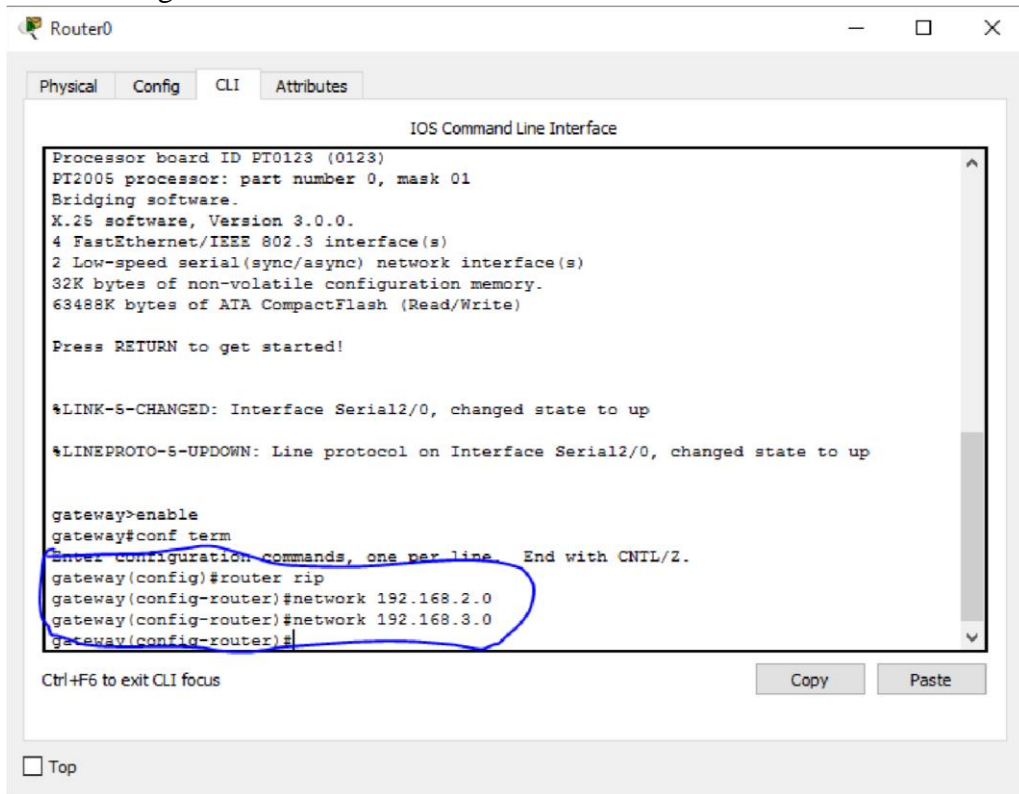 Router0
Physical Config CLI Attributes
IOS Command Line Interface
Processor board ID PT0123 (0123)
PT2005 processor: part number 0, mask 01
Bridging software.
X.25 software, Version 3.0.0.
4 FastEthernet/IEEE 802.3 interface(s)
2 Low-speed serial(sync/async) network interface(s)
32K bytes of non-volatile configuration memory.
63488K bytes of ATA CompactFlash (Read/Write)
Press RETURN to get started!
%LINK-5-CHANGED: Interface Serial2/0, changed state to up
%LINEPROTO-5-UPDOWN: Line protocol on Interface Serial2/0, changed state to up
gateway>enable
gateway#conf term
Enter configuration commands, one per line. End with CNTL/Z.
gateway(config)#router rip
gateway(config-router)#network 192.168.2.0
gateway(config-router)#network 192.168.3.0
gateway(config-router)#
Ctrl+F6 to exit CLI focus
Copy Paste
Top